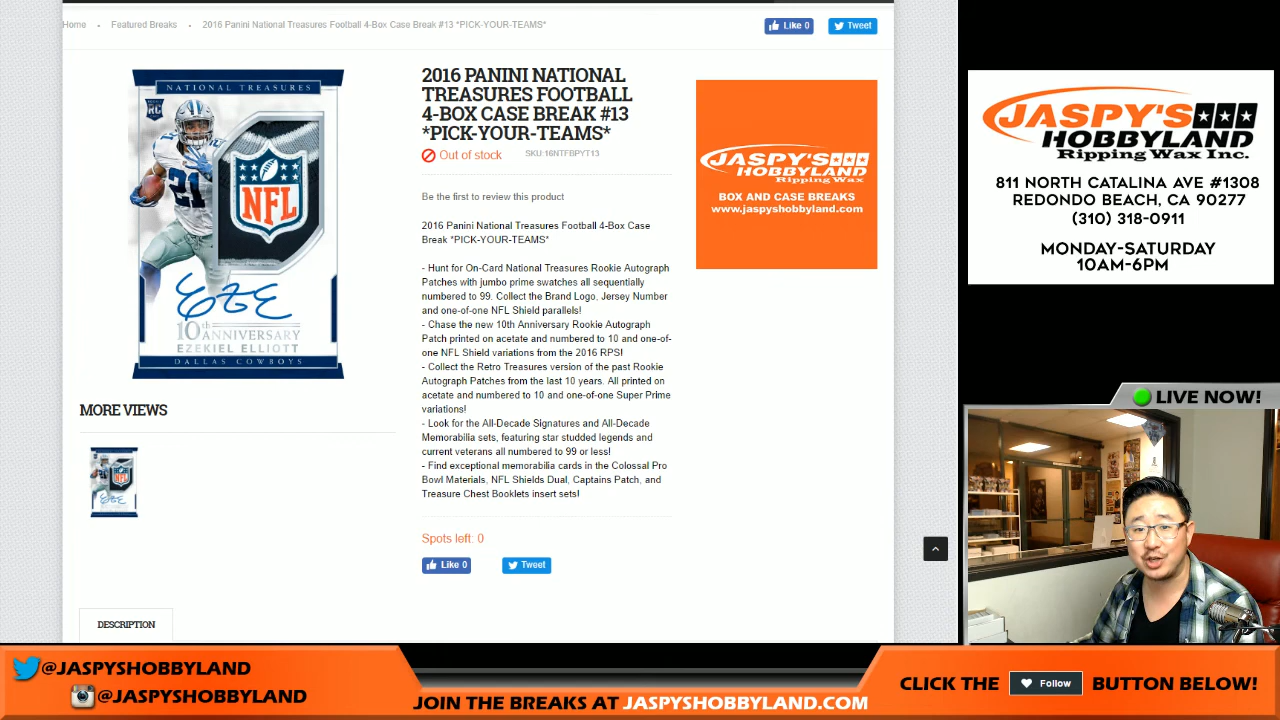 Home • Featured Breaks • 2016 Panini National Treasures Football 4-Box Case Break #13 *PICK-YOUR-TEAMS*
Like 0
Tweet
NATIONAL TREASURES
RC
21
NFL
10th
ANNIVERSARY
EZEKIEL ELLIOTT
DALLAS COWBOYS
MORE VIEWS
2016 PANINI NATIONAL
TREASURES FOOTBALL
4-BOX CASE BREAK #13
*PICK-YOUR-TEAMS*
Out of stock
SKU:16NTFBPYT13
Be the first to review this product
2016 Panini National Treasures Football 4-Box Case
Break *PICK-YOUR-TEAMS*
- Hunt for On-Card National Treasures Rookie Autograph
Patches with jumbo prime swatches all sequentially
numbered to 99. Collect the Brand Logo, Jersey Number
and one-of-one NFL Shield parallels!
- Chase the new 10th Anniversary Rookie Autograph
Patch printed on acetate and numbered to 10 and one-of-
one NFL Shield variations from the 2016 RPS!
- Collect the Retro Treasures version of the past Rookie
Autograph Patches from the last 10 years. All printed on
acetate and numbered to 10 and one-of-one Super Prime
variations!
- Look for the All-Decade Signatures and All-Decade
Memorabilia sets, featuring star studded legends and
current veterans all numbered to 99 or less!
- Find exceptional memorabilia cards in the Colossal Pro
Bowl Materials, NFL Shields Dual, Captains Patch, and
Treasure Chest Booklets insert sets!
Spots left: 0
Like 0
Tweet
DESCRIPTION
JASPY'S
HOBBYLAND
Ripping Wax
BOX AND CASE BREAKS
www.jaspyshobbyland.com
JASPY'S
HOBBYLAND
Ripping Wax Inc.
811 NORTH CATALINA AVE #1308
REDONDO BEACH, CA 90277
(310) 318-0911
MONDAY-SATURDAY
10AM-6PM
LIVE NOW!
@JASPYSHOBBYLAND
@JASPYSHOBBYLAND
JOIN THE BREAKS AT JASPYSHOBBYLAND.COM
CLICK THE Follow BUTTON BELOW!